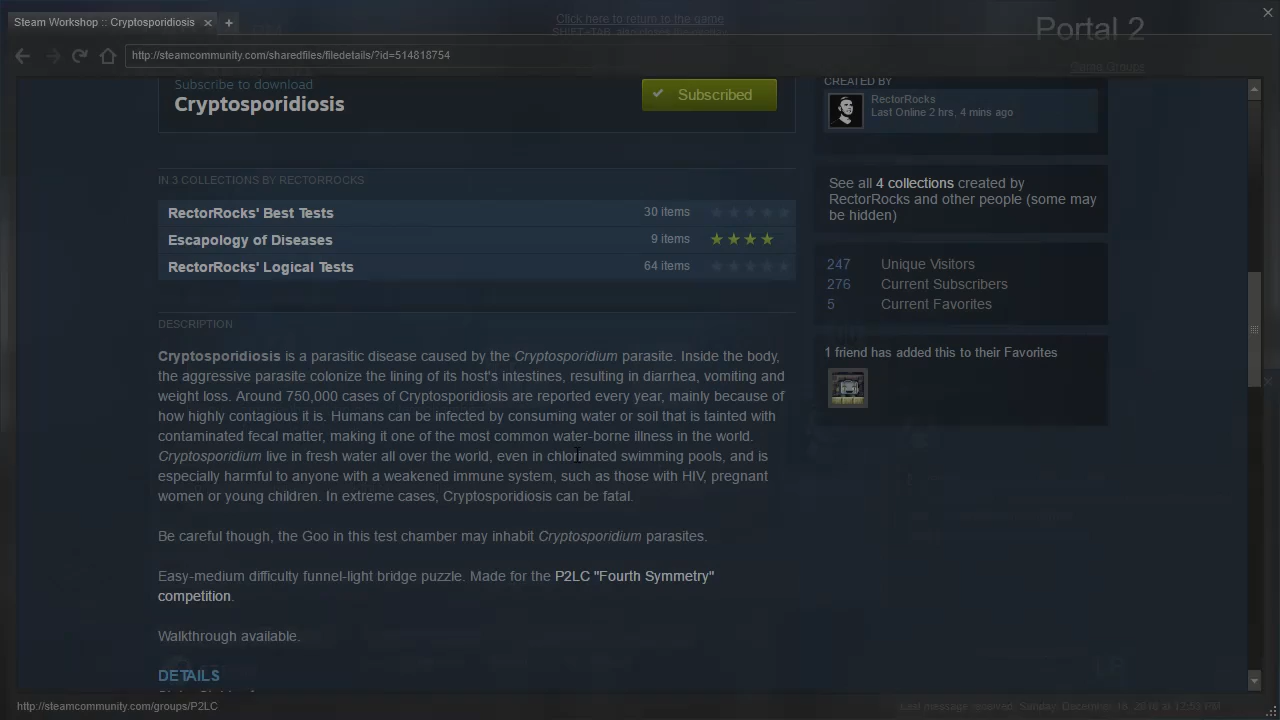 Steam Workshop :: Cryptosporidiosis
Click here to return to the game
Portal 2
http://steamcommunity.com/sharedfiles/filedetails/?id=514818754
Subscribe to download
Cryptosporidiosis
Subscribed
CREATED BY
RectorRocks
Last Online 2 hrs, 4 mins ago
IN 3 COLLECTIONS BY RECTORROCKS
RectorRocks' Best Tests 30 items
Escapology of Diseases 9 items
RectorRocks' Logical Tests 64 items
See all 4 collections created by
RectorRocks and other people (some may
be hidden)
247 Unique Visitors
276 Current Subscribers
5 Current Favorites
1 friend has added this to their Favorites
DESCRIPTION
Cryptosporidiosis is a parasitic disease caused by the Cryptosporidium parasite. Inside the body,
the aggressive parasite colonize the lining of its host's intestines, resulting in diarrhea, vomiting and
weight loss. Around 750,000 cases of Cryptosporidiosis are reported every year, mainly because of
how highly contagious it is. Humans can be infected by consuming water or soil that is tainted with
contaminated fecal matter, making it one of the most common water-borne illness in the world.
Cryptosporidium live in fresh water all over the world, even in chlorinated swimming pools, and is
especially harmful to anyone with a weakened immune system, such as those with HIV, pregnant
women or young children. In extreme cases, Cryptosporidiosis can be fatal.
Be careful though, the Goo in this test chamber may inhabit Cryptosporidium parasites.
Easy-medium difficulty funnel-light bridge puzzle. Made for the P2LC "Fourth Symmetry"
competition.
Walkthrough available.
DETAILS
http://steamcommunity.com/groups/P2LC
Last message received: Sunday, December